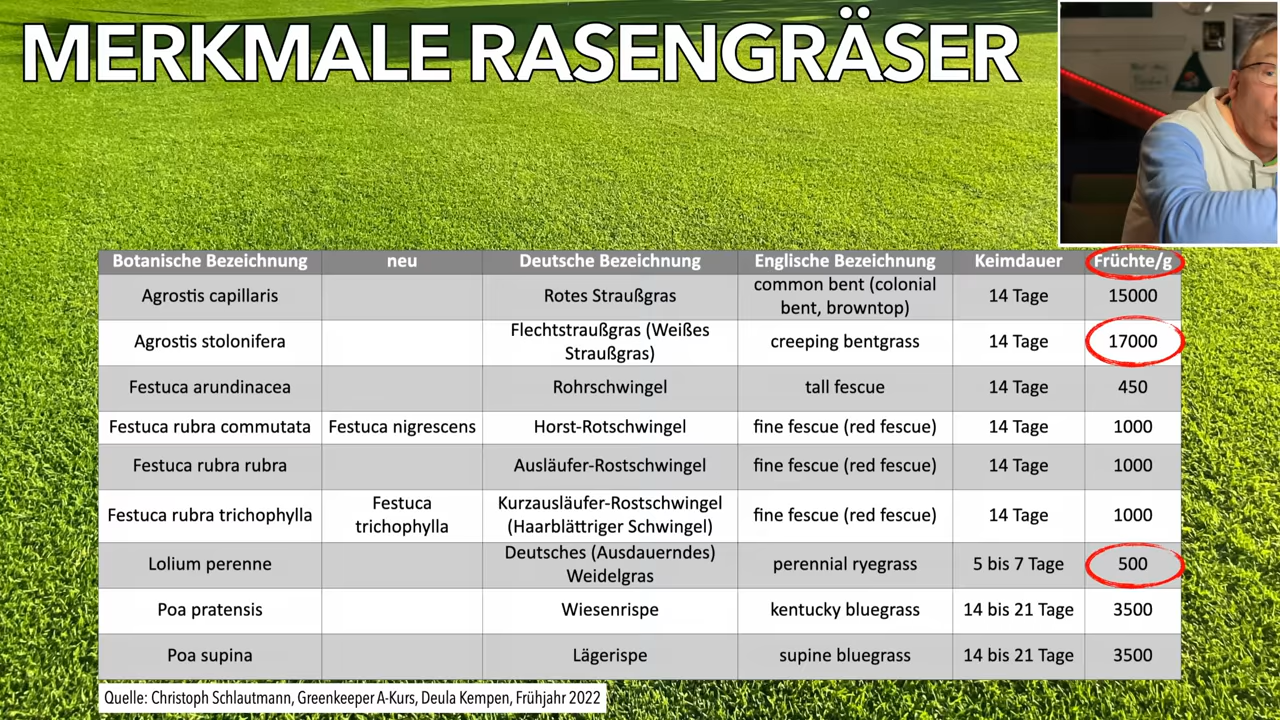 MERKMALE RASENGRÄSER
Botanische Bezeichnung neu Deutsche Bezeichnung Englische Bezeichnung Keimdauer Früchte/g
Agrostis capillaris Rotes Straußgras common bent (colonial bent, browntop) 14 Tage 15000
Agrostis stolonifera Flechtstraußgras (Weißes Straußgras) creeping bentgrass 14 Tage 17000
Festuca arundinacea Rohrschwingel tall fescue 14 Tage 450
Festuca rubra commutata Festuca nigrescens Horst-Rotschwingel fine fescue (red fescue) 14 Tage 1000
Festuca rubra rubra Ausläufer-Rostschwingel fine fescue (red fescue) 14 Tage 1000
Festuca rubra trichophylla Festuca trichophylla Kurzausläufer-Rostschwingel (Haarblättriger Schwingel) fine fescue (red fescue) 14 Tage 1000
Lolium perenne Deutsches (Ausdauerndes) Weidelgras perennial ryegrass 5 bis 7 Tage 500
Poa pratensis Wiesenrispe kentucky bluegrass 14 bis 21 Tage 3500
Poa supina Lägerispe supine bluegrass 14 bis 21 Tage 3500
Quelle: Christoph Schlautmann, Greenkeeper A-Kurs, Deula Kempen, Frühjahr 2022